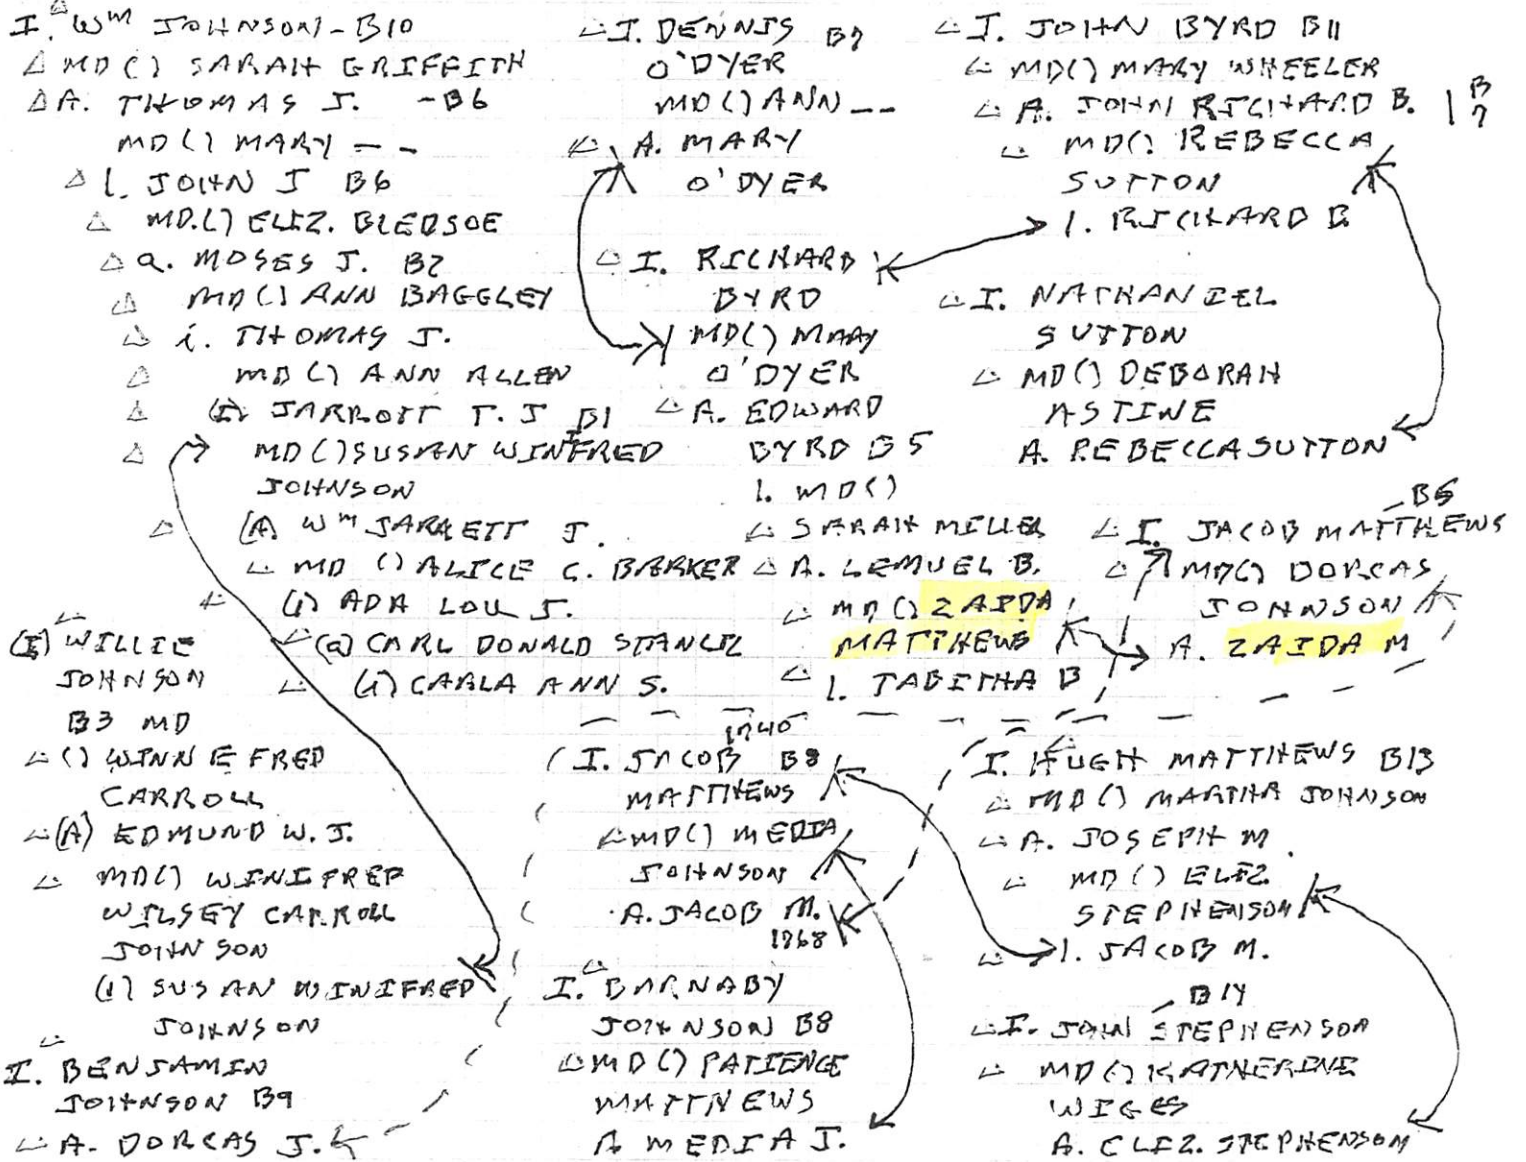 I. Wm JOHNSON - B10
MD () SARAH GRIFFITH
A. THOMAS J. - B6
MD () MARY - -
1. JOHN J B6
MD. () ELIZ. BLEDSOE
a. MOSES J. B2
MD () ANN BAGGLEY
i. THOMAS J.
MD () ANN ALLEN
(I) JARROTT T. J B1
MD () SUSAN WINIFRED
JOHNSON
(A) Wm JARRETT J.
MD () ALICE C. BARKER
(1) ADA LOU J.
(a) CARL DONALD STANCIL
(i) CARLA ANN S.
(I) WILLIE
JOHNSON
B3 MD
() WINNEFRED
CARROLL
(A) EDMUND W. J.
MD () WINIFRED
WILSEY CARROLL
JOHNSON
(1) SUSAN WINIFRED
JOHNSON
I. BENJAMIN
JOHNSON B9
A. DORCAS J.
I. DENNIS B7
O'DYER
MD () ANN - -
A. MARY
O'DYER
I. RICHARD
BYRD
MD () MARY
O'DYER
A. EDWARD
BYRD B5
1. MD ()
SARAH MILLER
A. LEMUEL B.
MD () ZAIDA
MATTHEWS
1. TABITHA B
1740
I. JACOB B8
MATTHEWS
MD () MEDIA
JOHNSON
A. JACOB M.
1768
I. BARNABY
JOHNSON B8
MD () PATIENCE
MATTHEWS
A MEDIA J.
I. JOHN BYRD B11
MD () MARY WHEELER
A. JOHN RICHARD B. B7
MD () REBECCA
SUTTON
1. RICHARD B
I. NATHANIEL
SUTTON
MD () DEBORAH
ASTINE
A. REBECCA SUTTON
B5
I. JACOB MATTHEWS
MD () DORCAS
JOHNSON
A. ZAIDA M
I. HUGH MATTHEWS B13
MD () MARTHA JOHNSON
A. JOSEPH M.
MD () ELIZ
STEPHENSON
1. JACOB M.
B14
I. JOHN STEPHENSON
MD () KATHERINE
WIGES
A. ELIZ. STEPHENSON